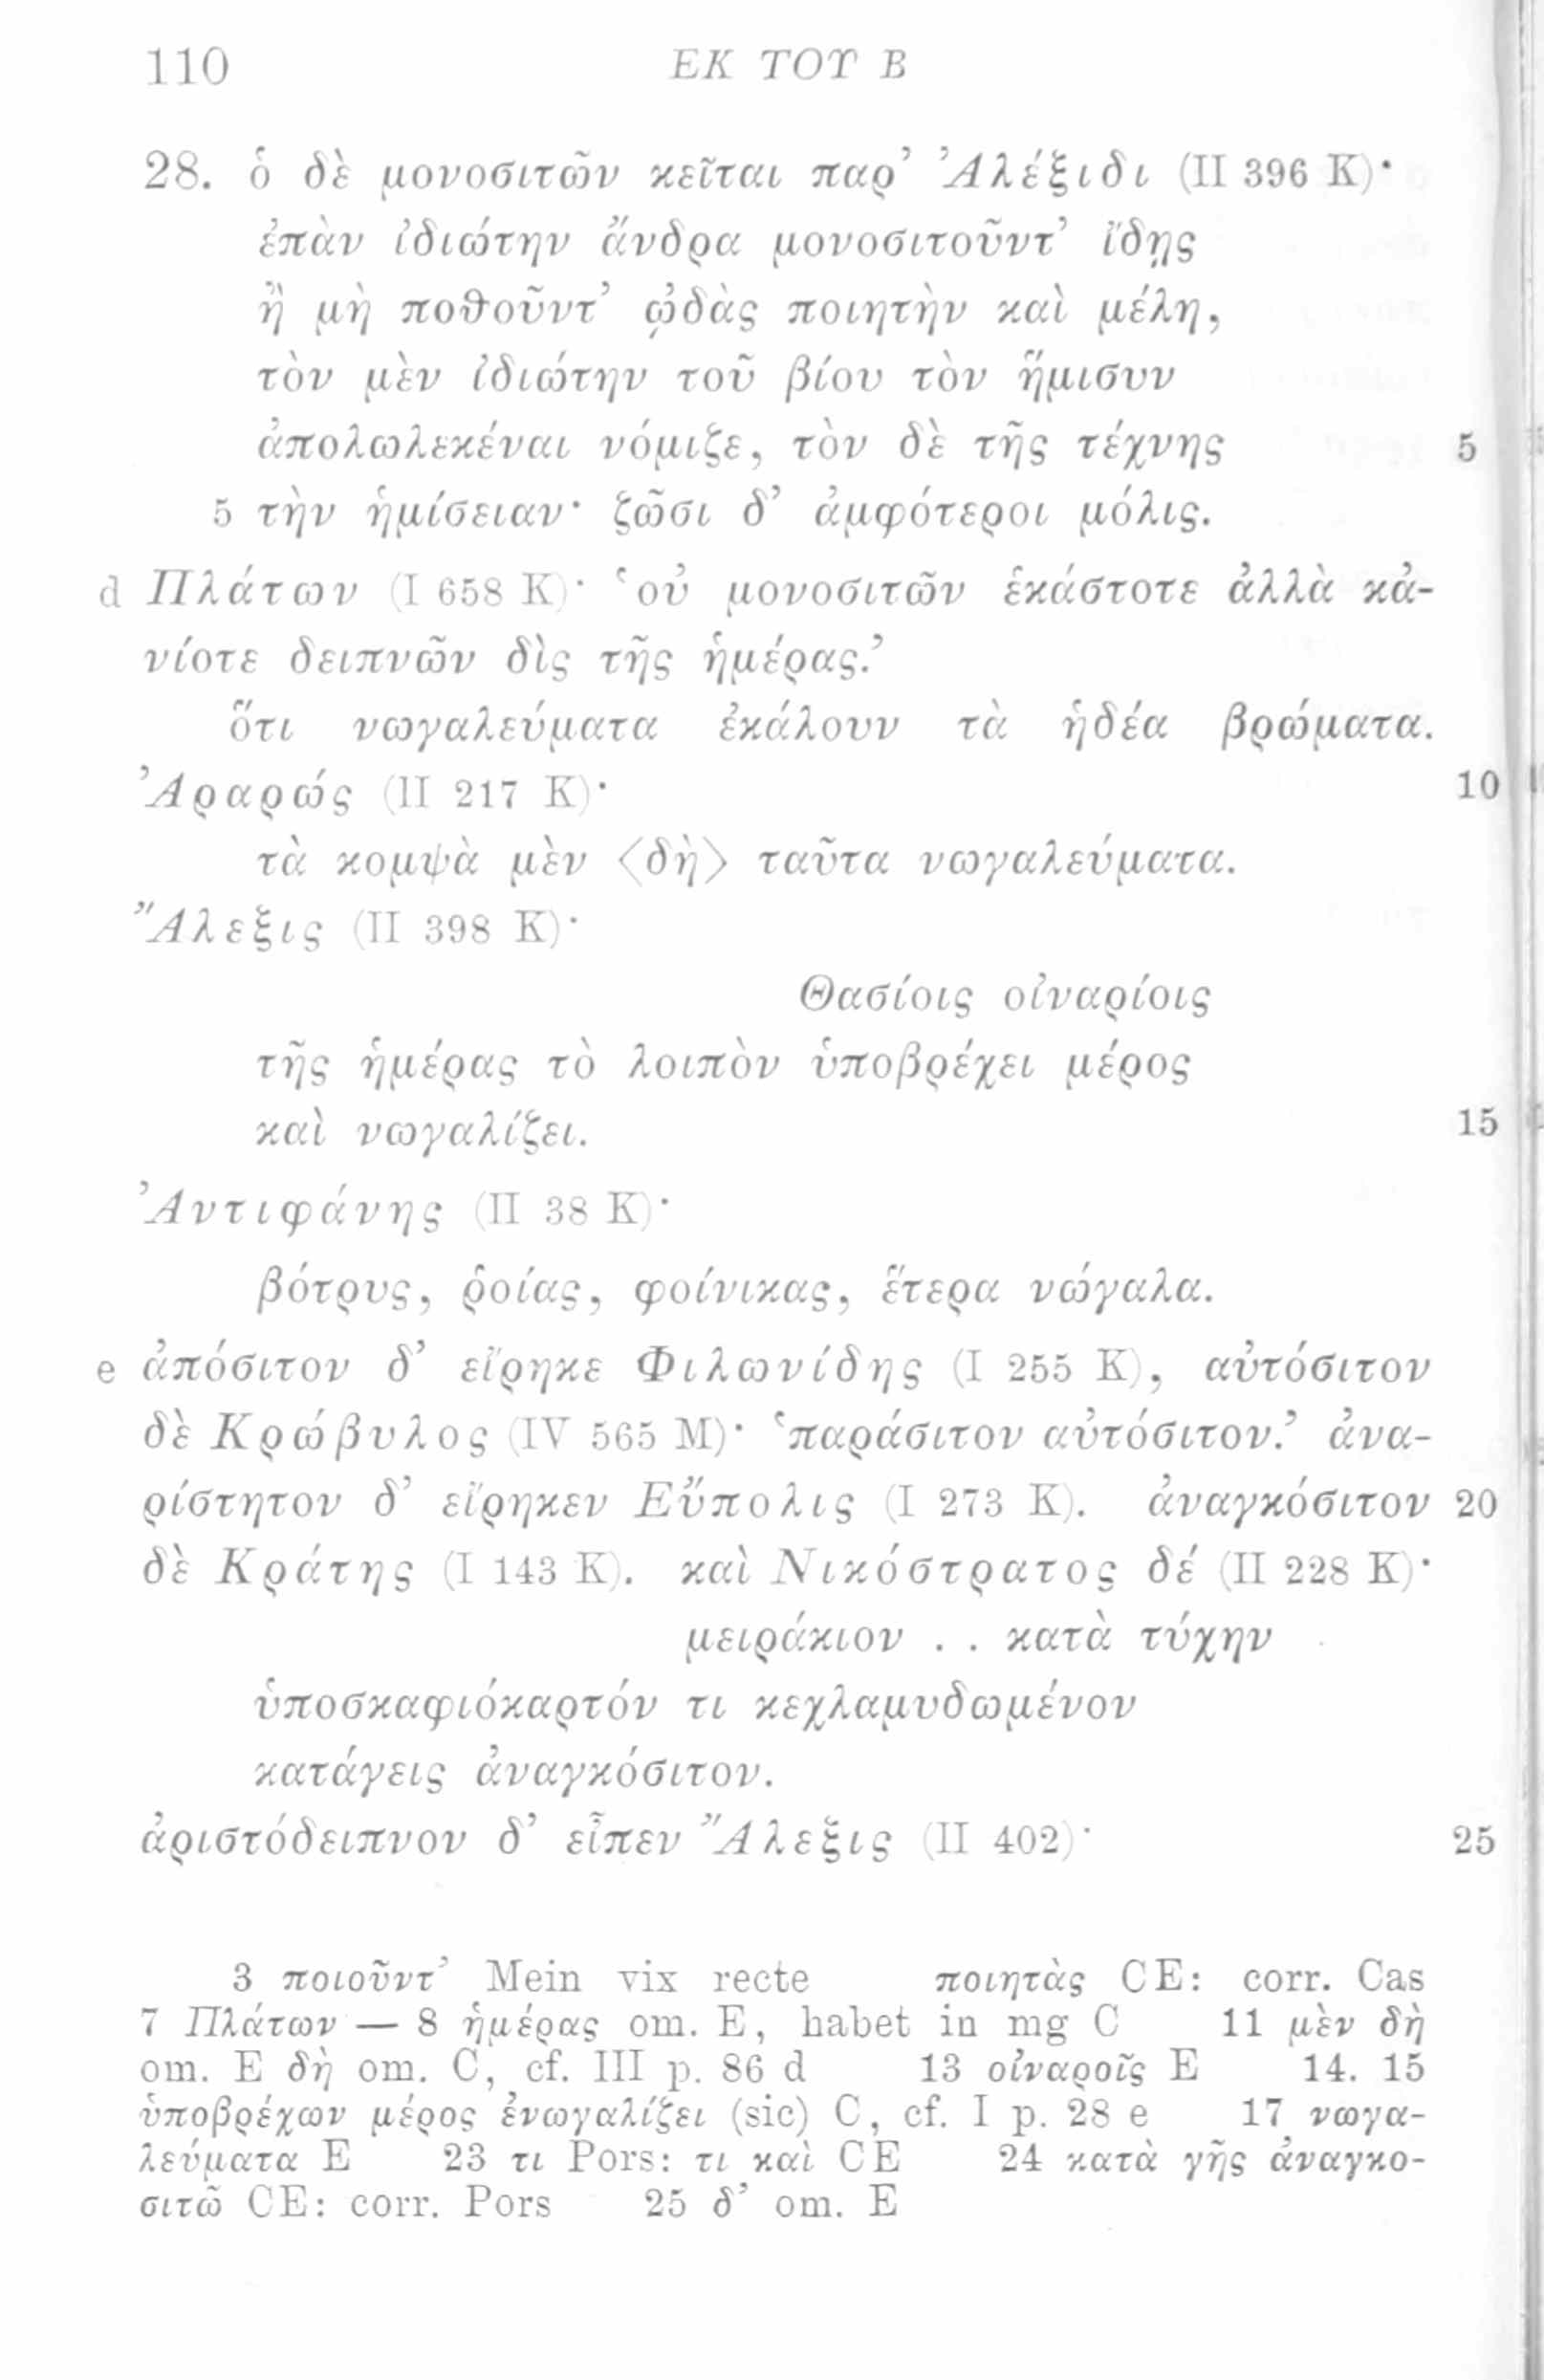 110 ΕΚ ΤΟΥ Β
28. ὁ δὲ μονοσιτῶν κεῖται παρ’ Ἀλέξιδι (II 396 K)·
ἐπὰν ἰδιώτην ἄνδρα μονοσιτοῦντ’ ἴδῃς
ἢ μὴ ποθοῦντ’ ᾠδὰς ποιητὴν καὶ μέλη,
τὸν μὲν ἰδιώτην τοῦ βίου τὸν ἥμισυν
ἀπολωλεκέναι νόμιζε, τὸν δὲ τῆς τέχνης 5
5 τὴν ἡμίσειαν· ζῶσι δ’ ἀμφότεροι μόλις.
d Πλάτων (I 658 K)· ‘οὐ μονοσιτῶν ἑκάστοτε ἀλλὰ κἀ-
νίοτε δειπνῶν δὶς τῆς ἡμέρας.’
ὅτι νωγαλεύματα ἐκάλουν τὰ ἡδέα βρώματα.
Ἀραρώς (II 217 K)· 10
τὰ κομψὰ μὲν <δὴ> ταῦτα νωγαλεύματα.
Ἄλεξις (II 398 K)·
Θασίοις οἰναρίοις
τῆς ἡμέρας τὸ λοιπὸν ὑποβρέχει μέρος
καὶ νωγαλίζει. 15
Ἀντιφάνης (II 38 K)·
βότρυς, ῥοίας, φοίνικας, ἕτερα νώγαλα.
e ἀπόσιτον δ’ εἴρηκε Φιλωνίδης (I 255 K), αὐτόσιτον
δὲ Κρώβυλος (IV 565 M)· ‘παράσιτον αὐτόσιτον.’ ἀνα-
ρίστητον δ’ εἴρηκεν Εὔπολις (I 273 K). ἀναγκόσιτον 20
δὲ Κράτης (I 143 K). καὶ Νικόστρατος δέ (II 228 K)·
μειράκιον . . κατὰ τύχην
ὑποσκαφιόκαρτόν τι κεχλαμυδωμένον
κατάγεις ἀναγκόσιτον.
ἀριστόδειπνον δ’ εἶπεν Ἄλεξις (II 402)· 25
3 ποιοῦντ’ Mein vix recte ποιητὰς CE: corr. Cas
7 Πλάτων — 8 ἡμέρας om. E, habet in mg C 11 μὲν δὴ
om. E δὴ om. C, cf. III p. 86 d 13 οἰναροῖς E 14. 15
ὑποβρέχων μέρος ἐνωγαλίζει (sic) C, cf. I p. 28 e 17 νωγα-
λεύματα E 23 τι Pors: τι καὶ CE 24 κατὰ γῆς ἀναγκο-
σιτῶ CE: corr. Pors 25 δ’ om. E